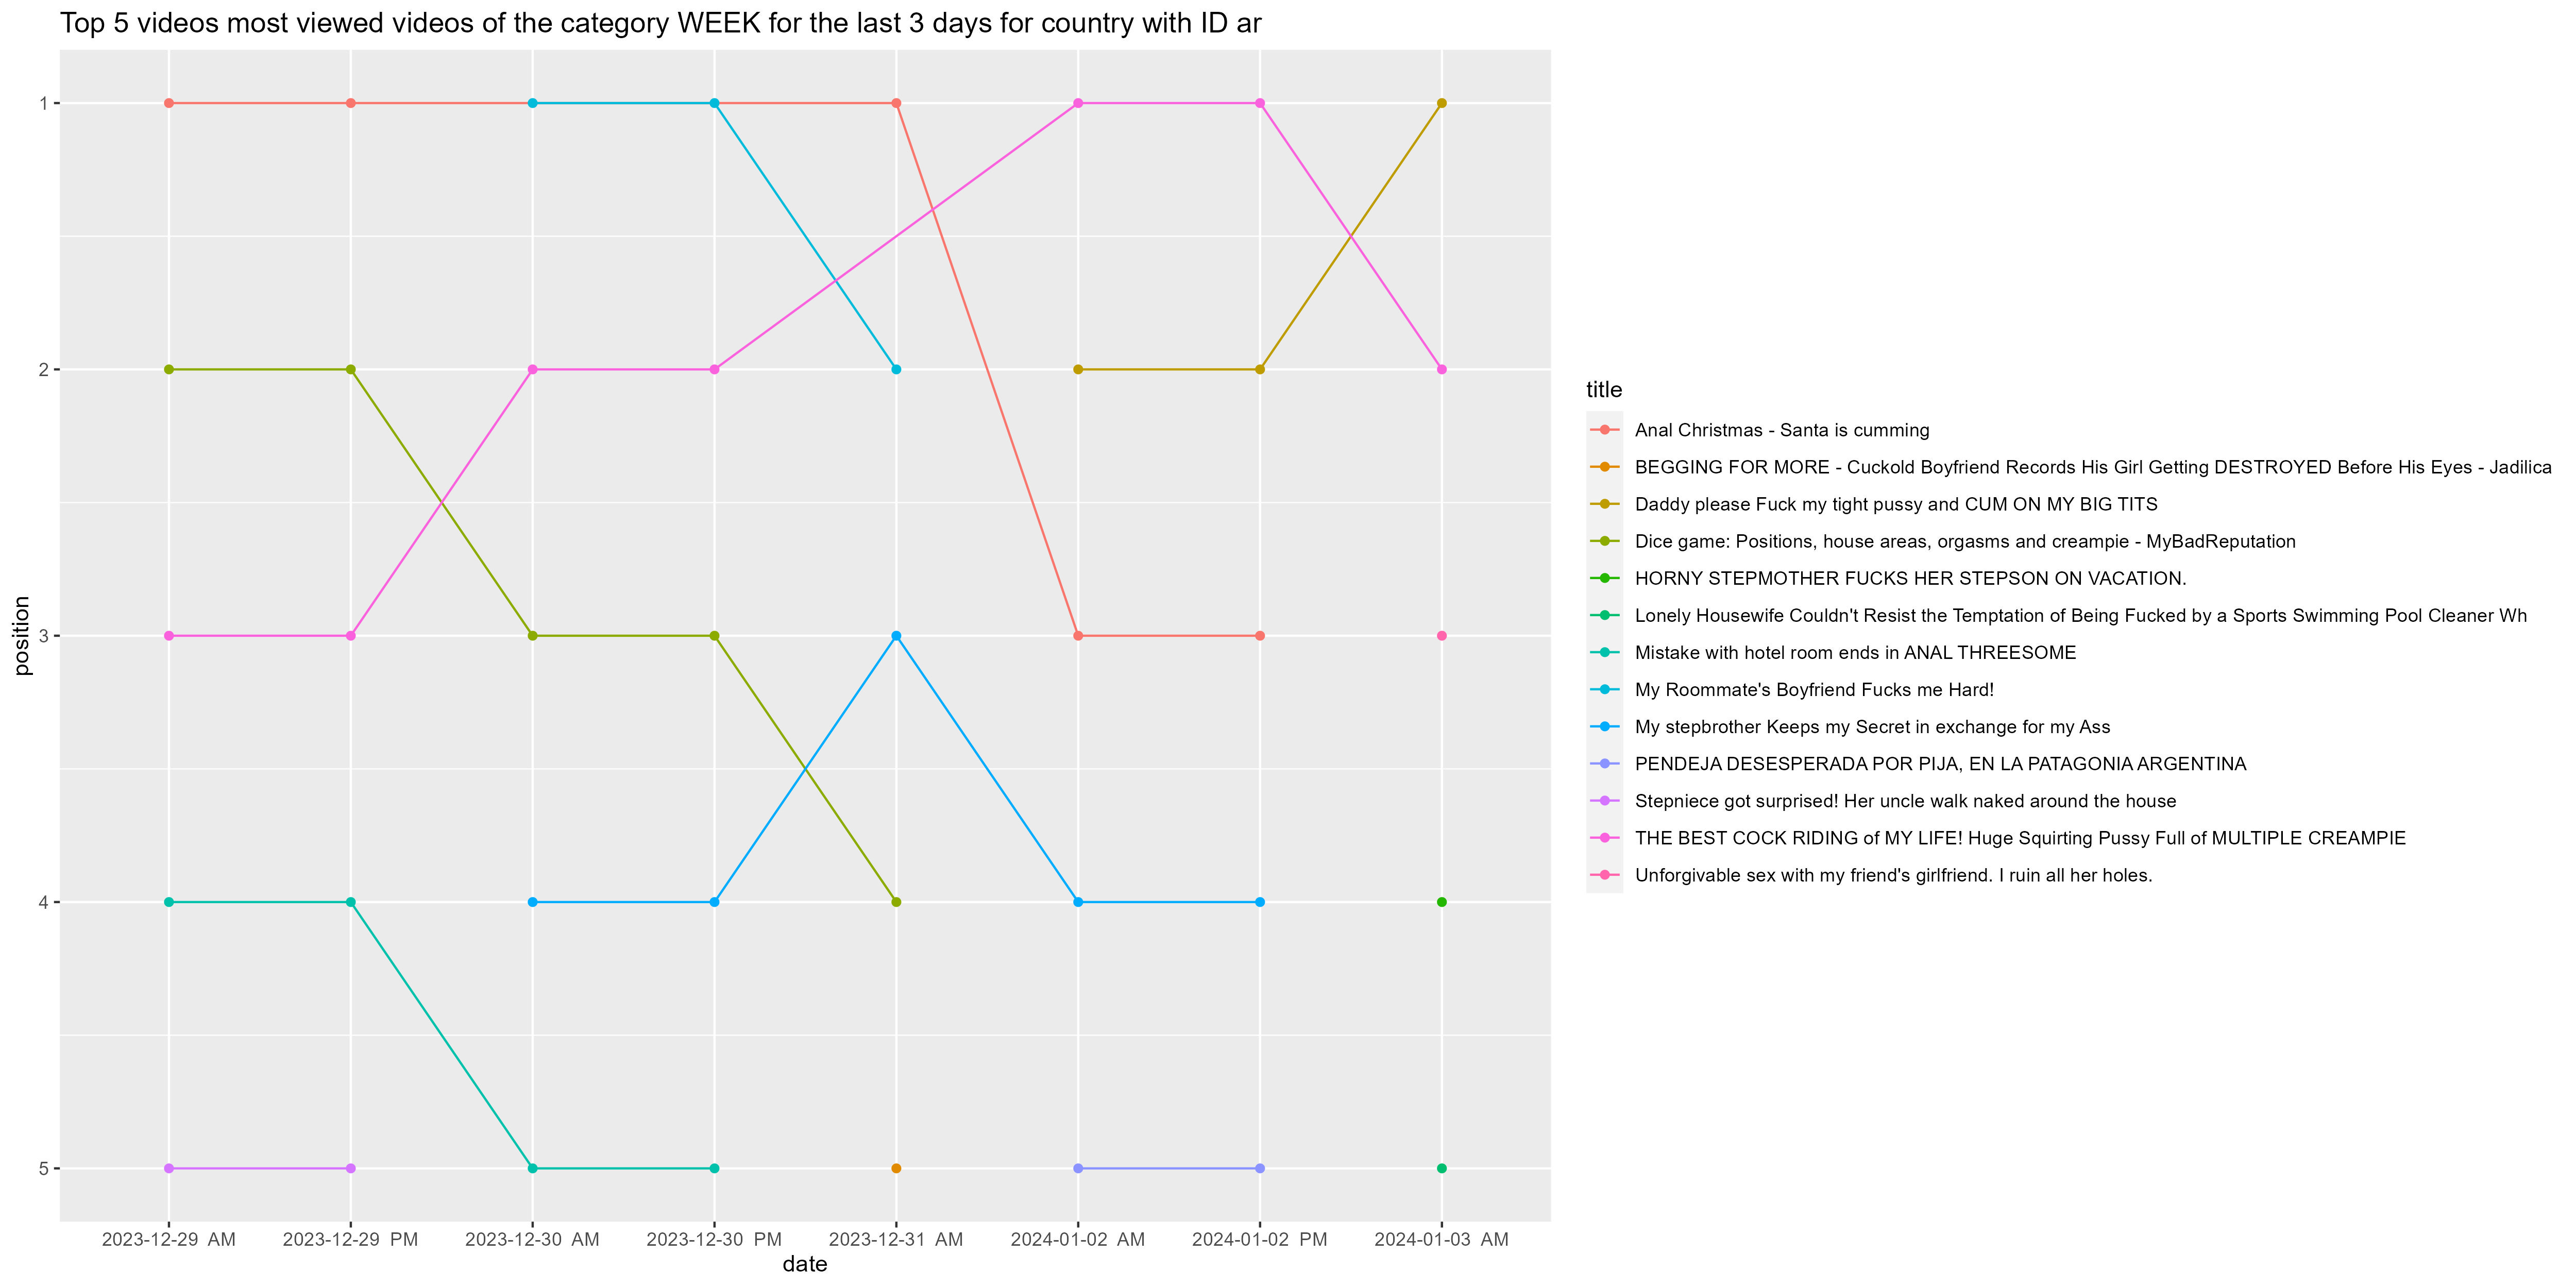 Top 5 videos most viewed videos of the category WEEK for the last 3 days for country with ID ar
position
1
2
3
4
5
2023-12-29 AM
2023-12-29 PM
2023-12-30 AM
2023-12-30 PM
2023-12-31 AM
2024-01-02 AM
2024-01-02 PM
2024-01-03 AM
date
title
Anal Christmas - Santa is cumming
BEGGING FOR MORE - Cuckold Boyfriend Records His Girl Getting DESTROYED Before His Eyes - Jadilica
Daddy please Fuck my tight pussy and CUM ON MY BIG TITS
Dice game: Positions, house areas, orgasms and creampie - MyBadReputation
HORNY STEPMOTHER FUCKS HER STEPSON ON VACATION.
Lonely Housewife Couldn't Resist the Temptation of Being Fucked by a Sports Swimming Pool Cleaner Wh
Mistake with hotel room ends in ANAL THREESOME
My Roommate's Boyfriend Fucks me Hard!
My stepbrother Keeps my Secret in exchange for my Ass
PENDEJA DESESPERADA POR PIJA, EN LA PATAGONIA ARGENTINA
Stepniece got surprised! Her uncle walk naked around the house
THE BEST COCK RIDING of MY LIFE! Huge Squirting Pussy Full of MULTIPLE CREAMPIE
Unforgivable sex with my friend's girlfriend. I ruin all her holes.